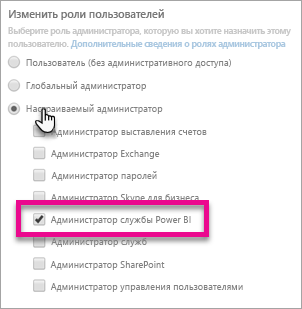 Изменить роли пользователей
Выберите роль администратора, которую вы хотите назначить этому
пользователю. Дополнительные сведения о ролях администратора
Пользователь (без административного доступа)
Глобальный администратор
Настраиваемый администратор
Администратор выставления счетов
Администратор Exchange
Администратор паролей
Администратор Skype для бизнеса
Администратор службы Power BI
Администратор служб
Администратор SharePoint
Администратор управления пользователями